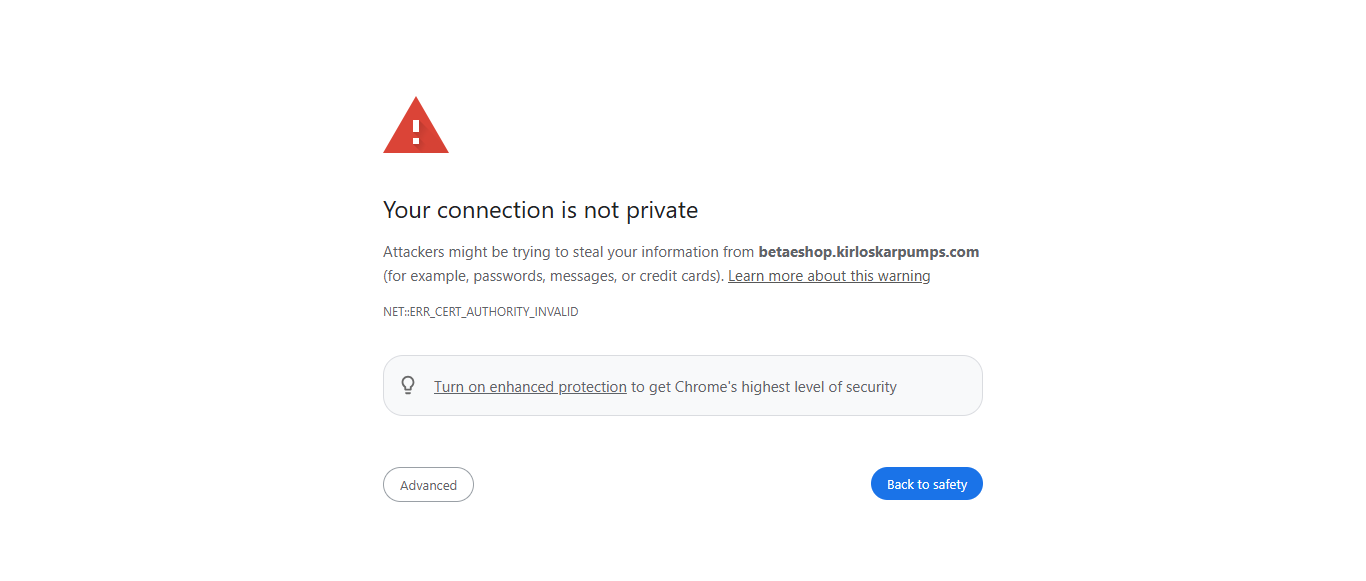 Your connection is not private
Attackers might be trying to steal your information from betaeshop.kirloskarpumps.com
(for example, passwords, messages, or credit cards). Learn more about this warning
NET::ERR_CERT_AUTHORITY_INVALID
Turn on enhanced protection to get Chrome's highest level of security
Advanced
Back to safety